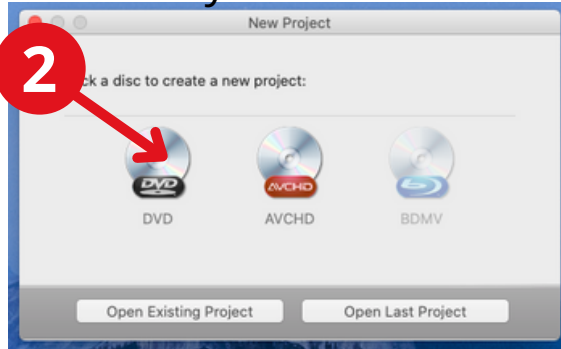 New Project
2
ck a disc to create a new project:
DVD
AVCHD
DVD
AVCHD
BDMV
Open Existing Project
Open Last Project